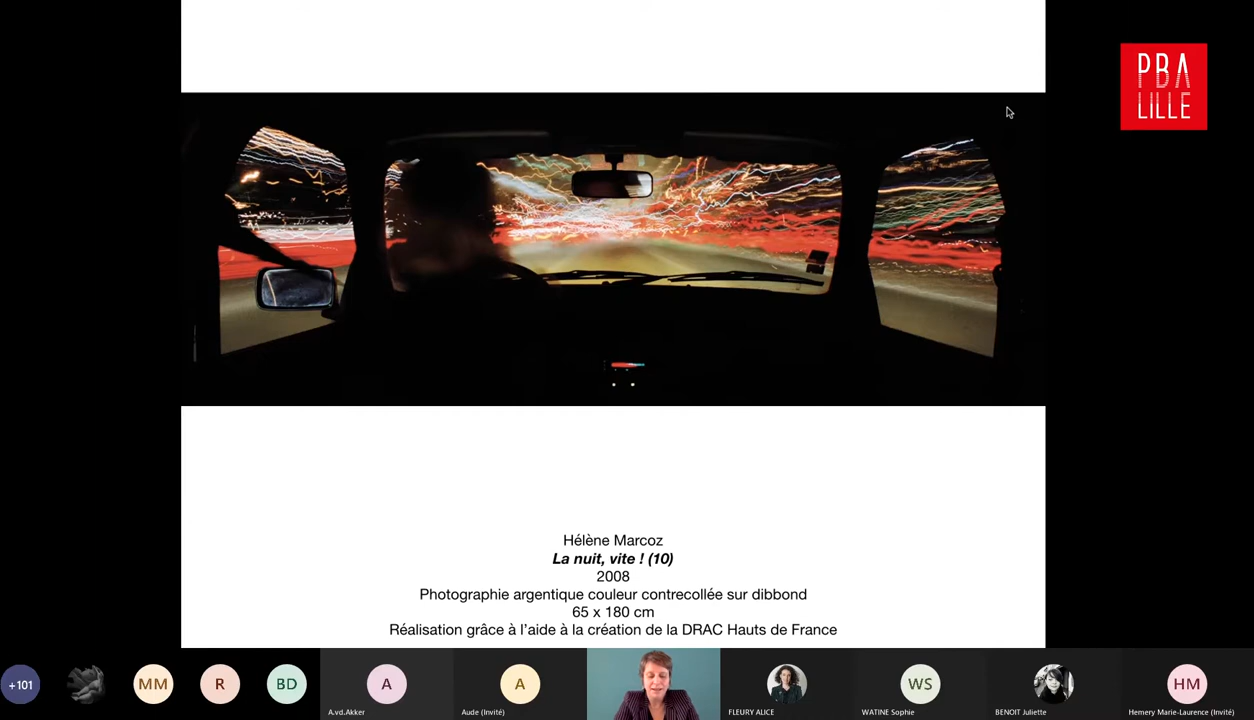 PBA
LILLE
Hélène Marcoz
La nuit, vite ! (10)
2008
Photographie argentique couleur contrecollée sur dibbond
65 x 180 cm
Réalisation grâce à l'aide à la création de la DRAC Hauts de France
+101
MM
R
BD
A
A
WS
HM
A.vd.Akker
Aude (Invité)
FLEURY ALICE
WATINE Sophie
BENOIT Juliette
Hemery Marie-Laurence (Invité)